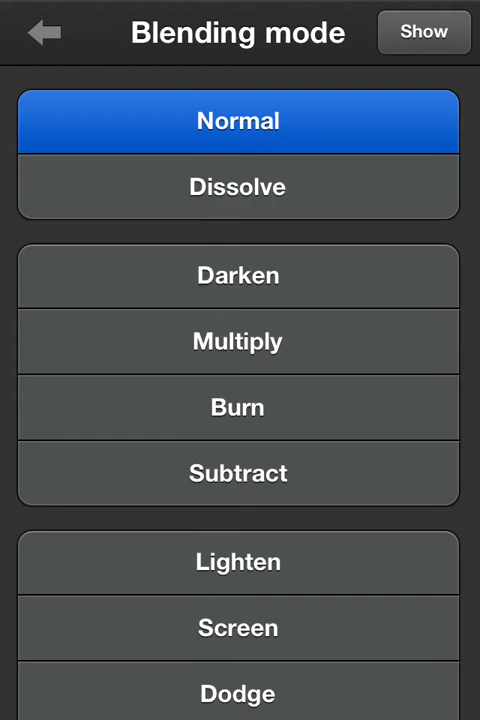 Blending mode
Show
Normal
Dissolve
Darken
Multiply
Burn
Subtract
Lighten
Screen
Dodge